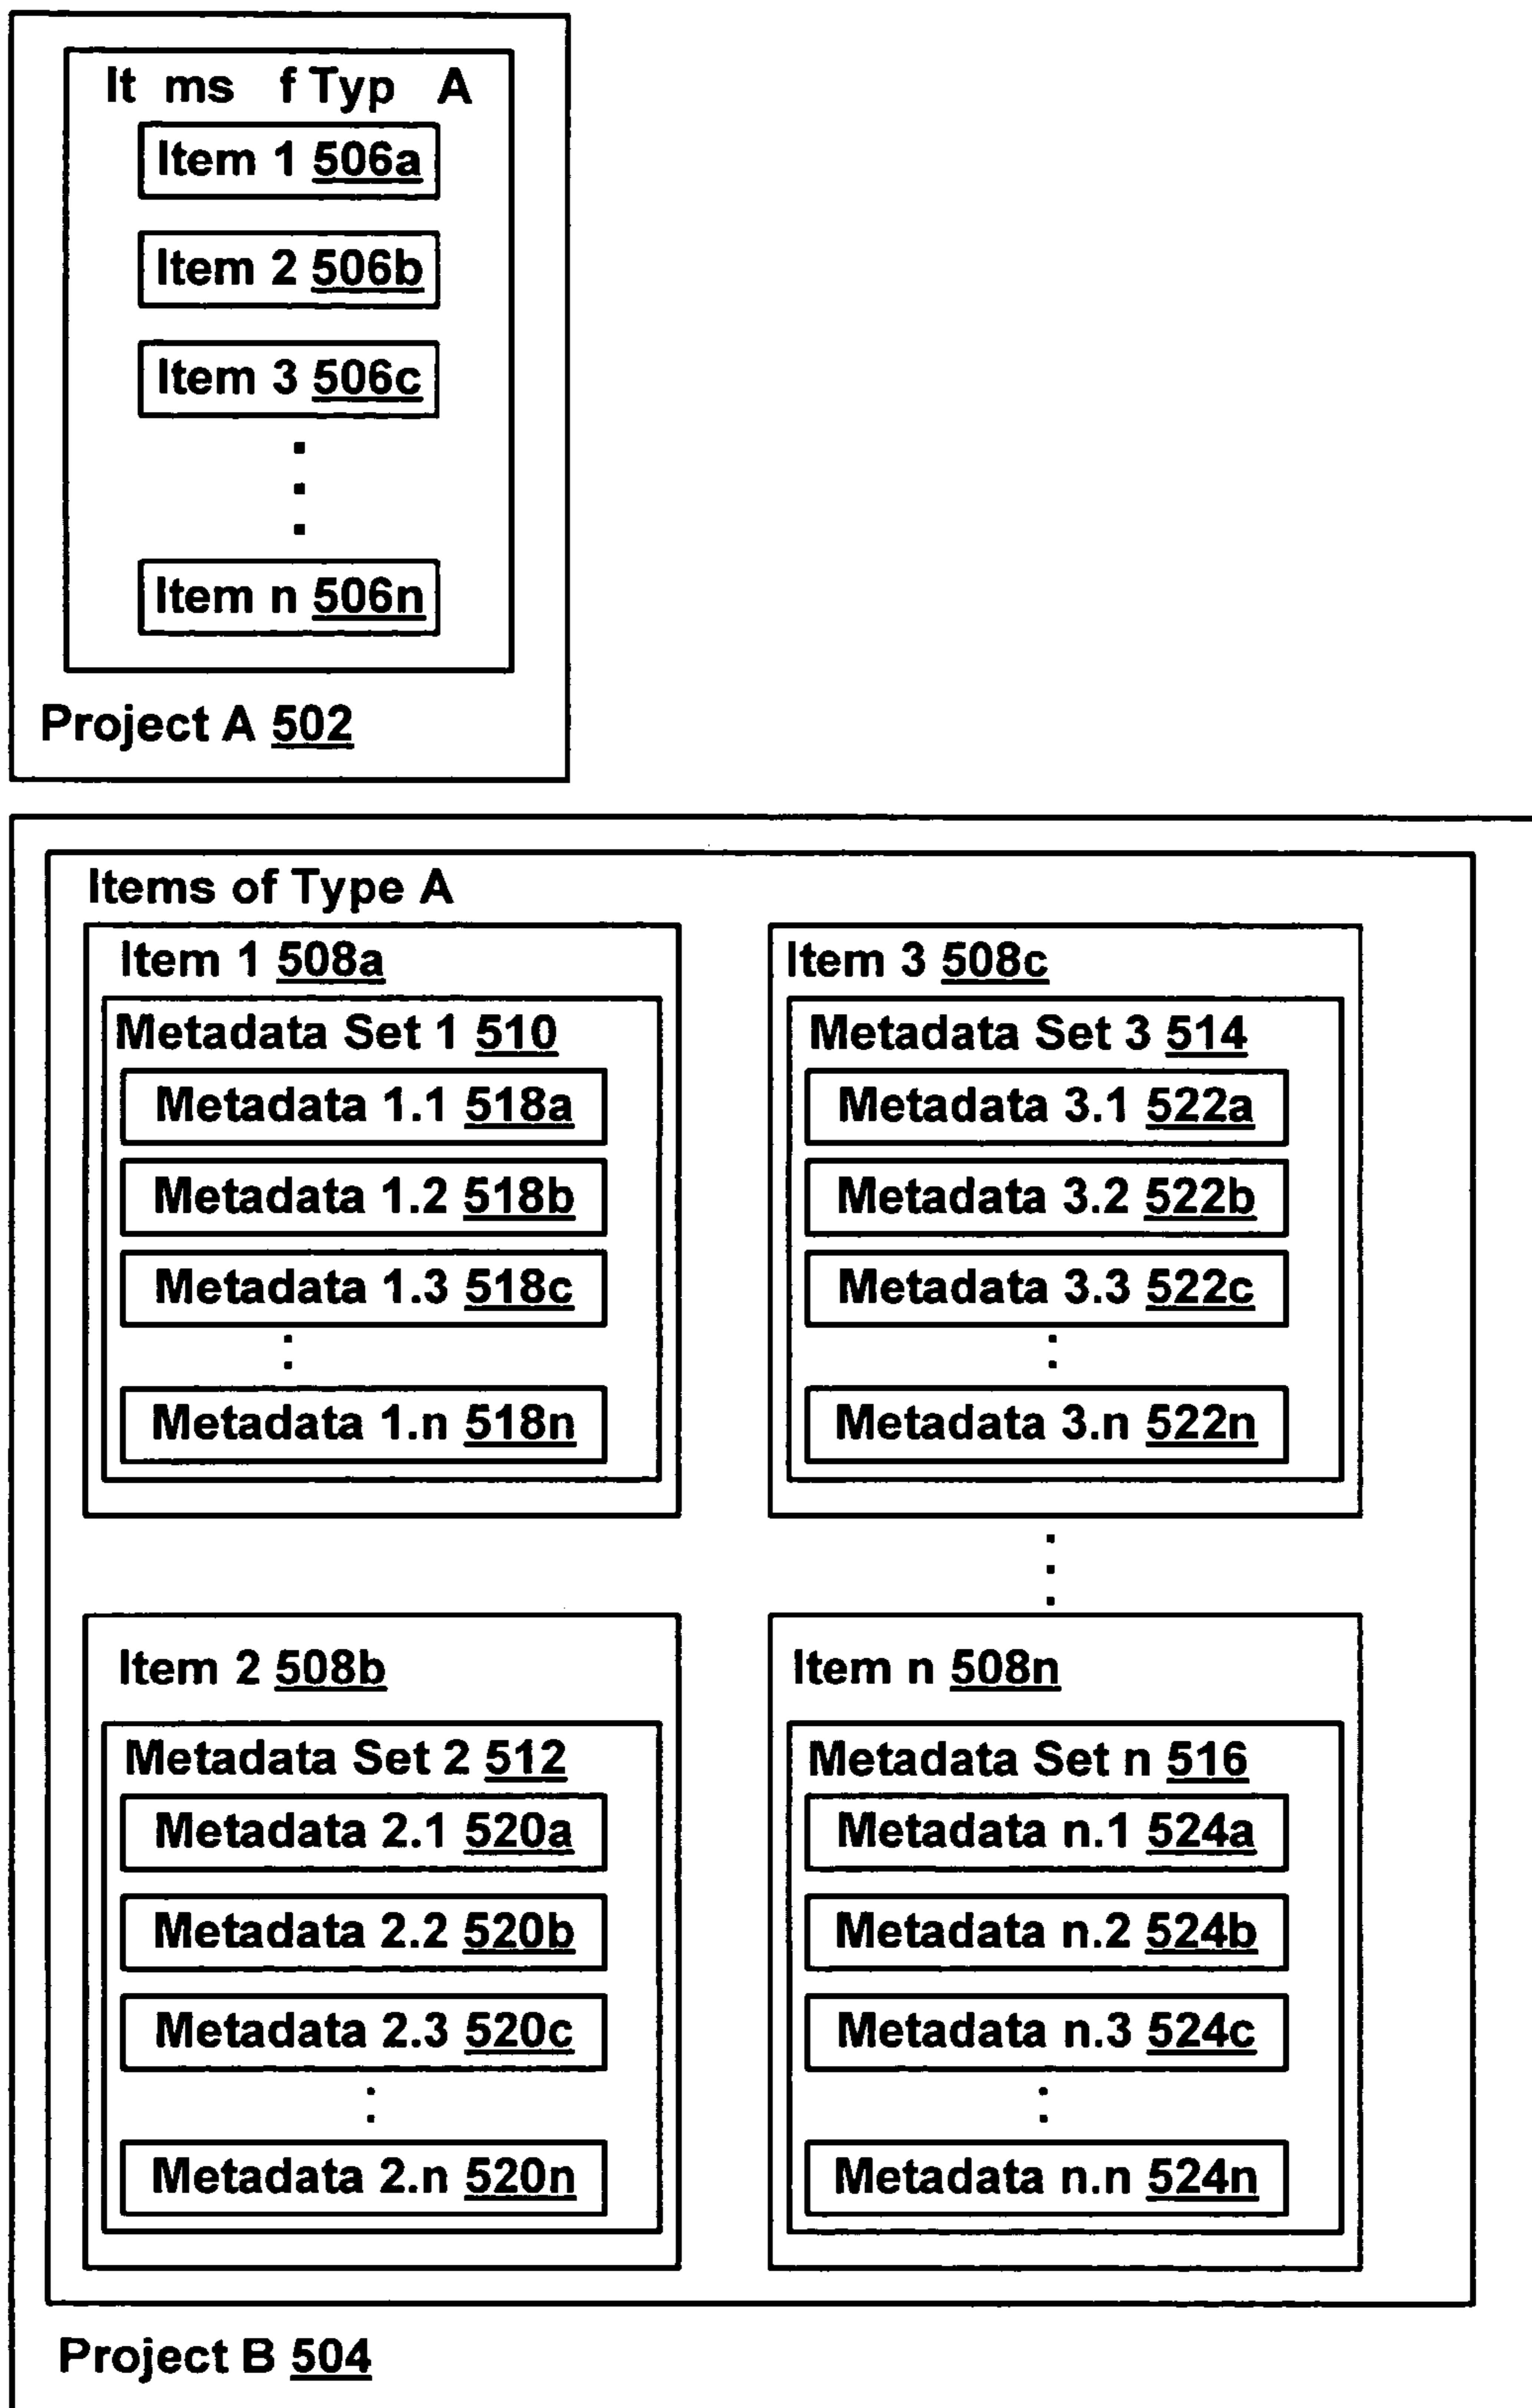 It ms f Typ A
Item 1 506a
Item 2 506b
Item 3 506c
Item n 506n
Project A 502
Items of Type A
Item 1 508a
Metadata Set 1 510
Metadata 1.1 518a
Metadata 1.2 518b
Metadata 1.3 518c
Metadata 1.n 518n
Item 3 508c
Metadata Set 3 514
Metadata 3.1 522a
Metadata 3.2 522b
Metadata 3.3 522c
Metadata 3.n 522n
Item 2 508b
Metadata Set 2 512
Metadata 2.1 520a
Metadata 2.2 520b
Metadata 2.3 520c
Metadata 2.n 520n
Item n 508n
Metadata Set n 516
Metadata n.1 524a
Metadata n.2 524b
Metadata n.3 524c
Metadata n.n 524n
Project B 504